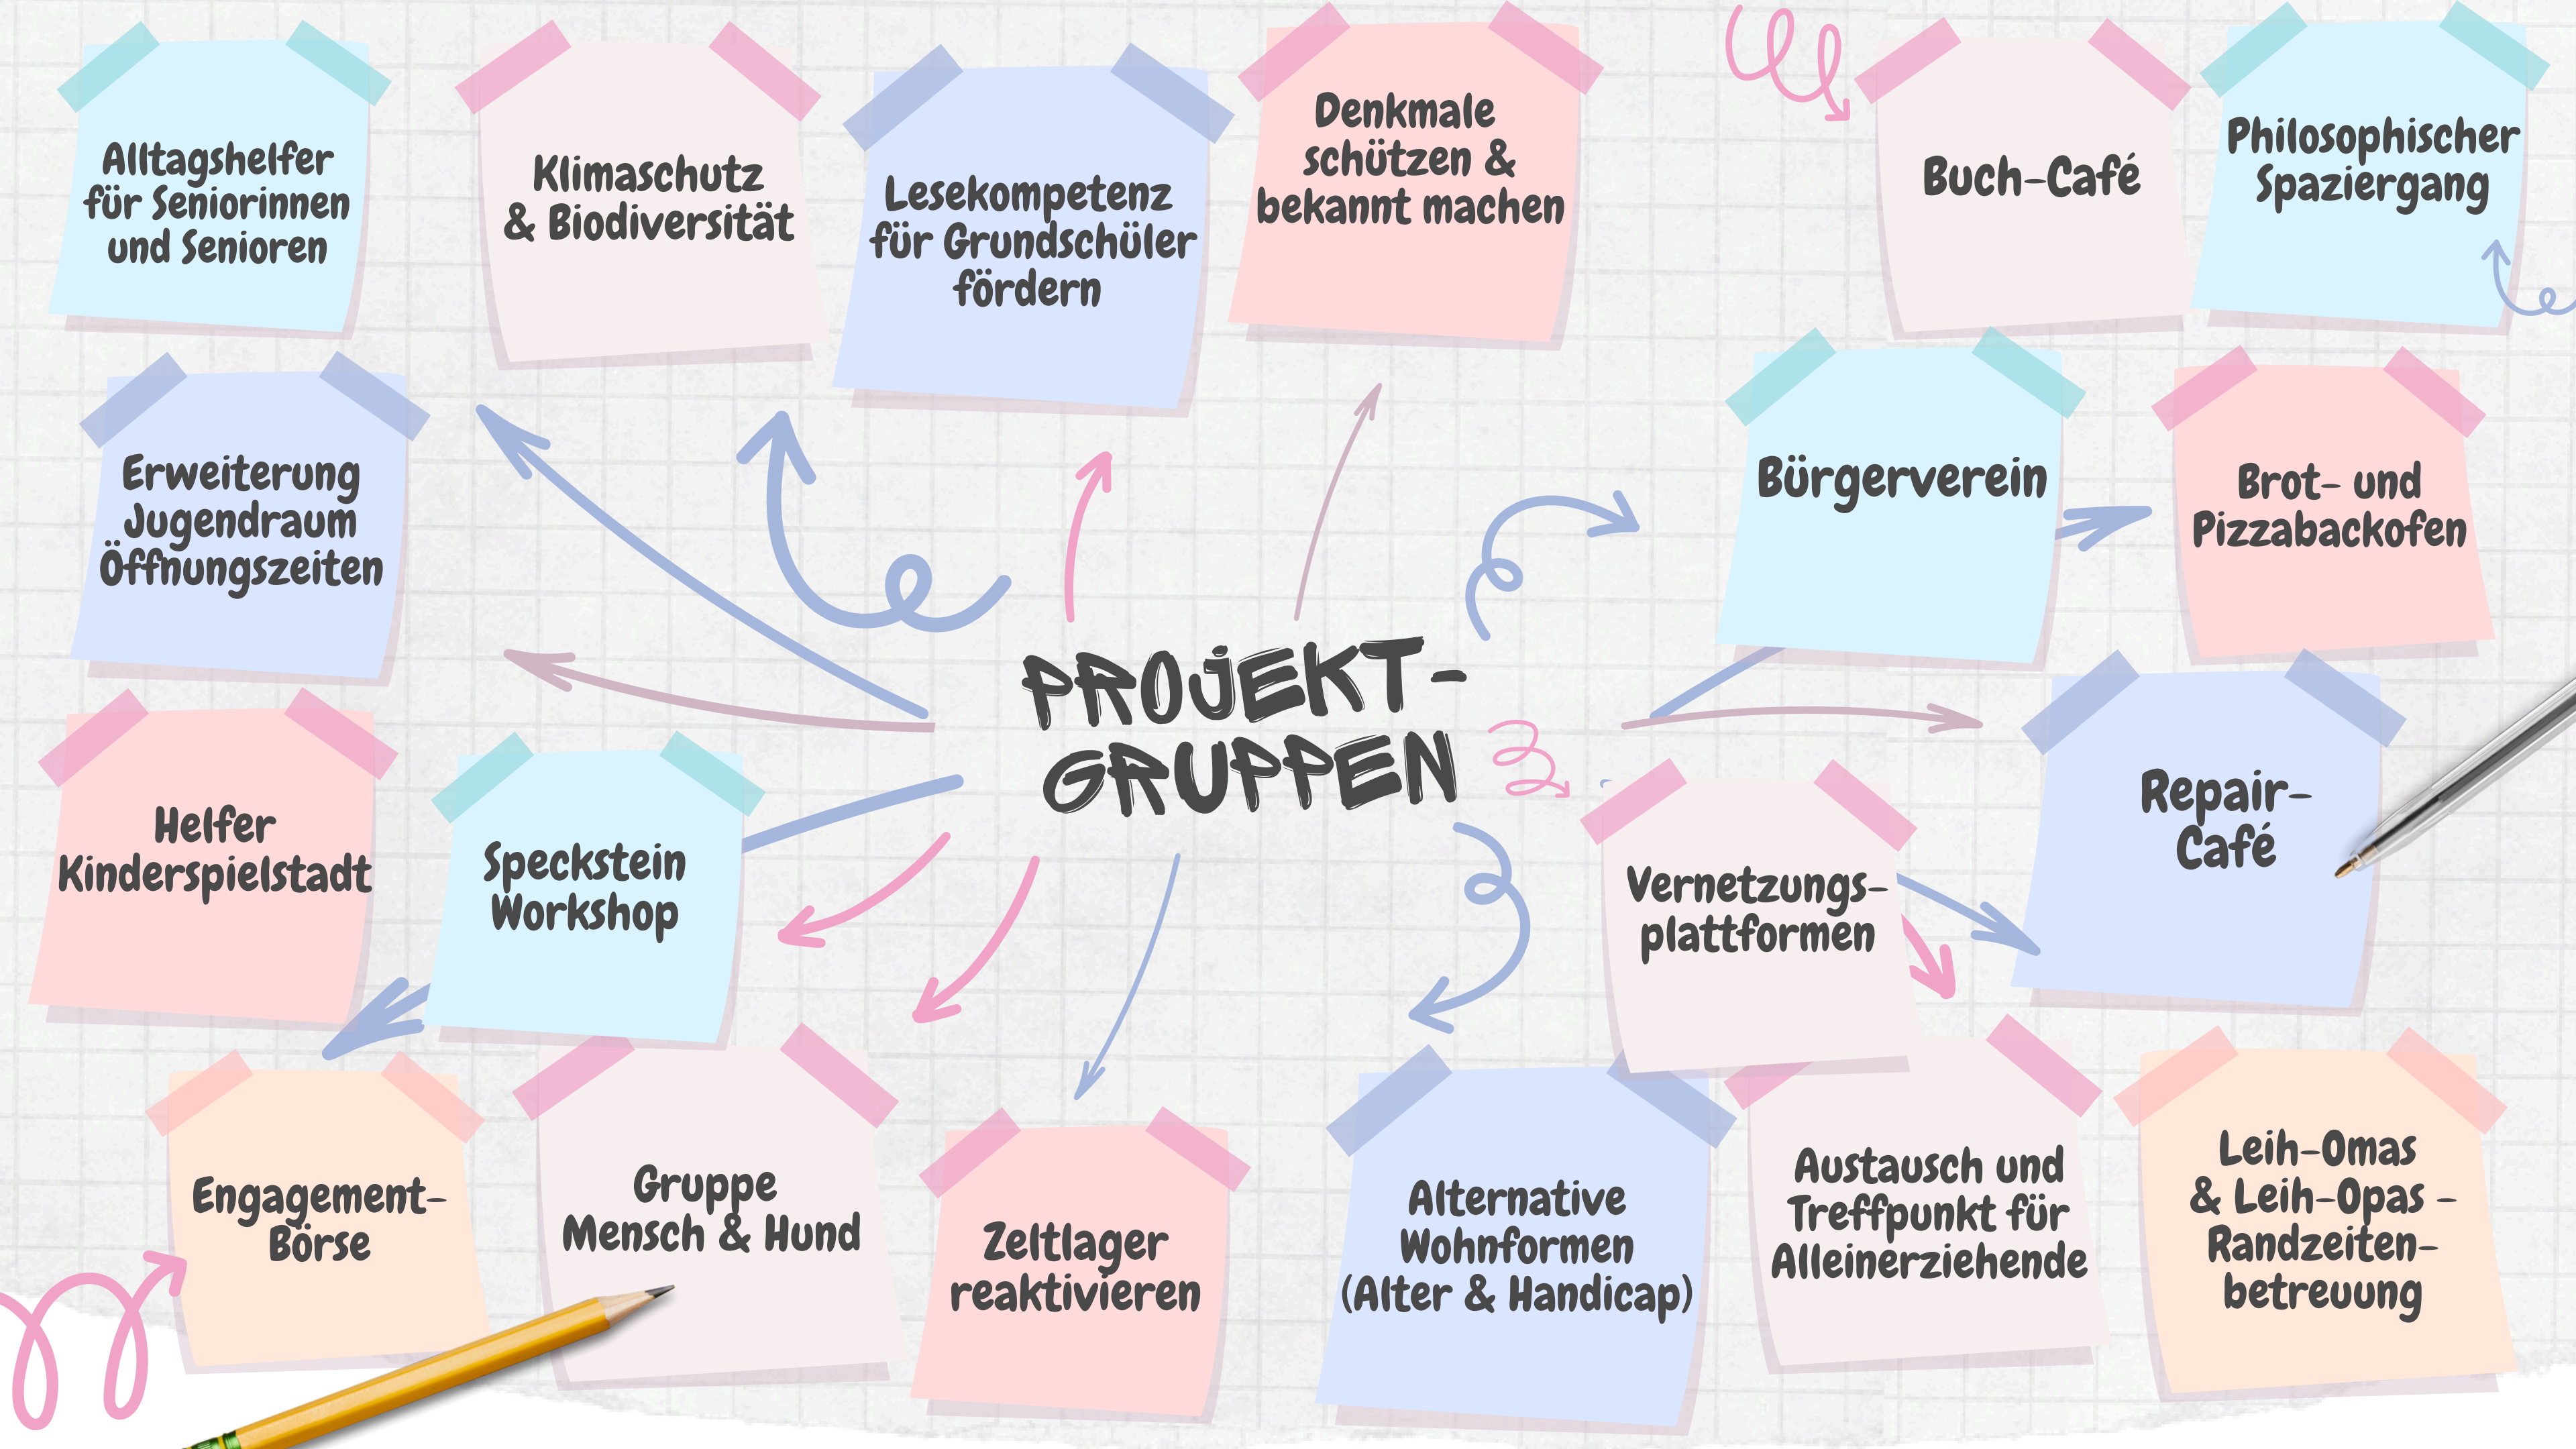 Alltagshelfer
für Seniorinnen
und Senioren
Klimaschutz
& Biodiversität
Lesekompetenz
für Grundschüler
fördern
Denkmale
schützen &
bekannt machen
Buch-Café
Philosophischer
Spaziergang
Erweiterung
Jugendraum
Öffnungszeiten
Bürgerverein
Brot- und
Pizzabackofen
PROJEKT-
GRUPPEN
Helfer
Kinderspielstadt
Speckstein
Workshop
Vernetzungs-
plattformen
Repair-
Café
Engagement-
Börse
Gruppe
Mensch & Hund
Zeltlager
reaktivieren
Alternative
Wohnformen
(Alter & Handicap)
Austausch und
Treffpunkt für
Alleinerziehende
Leih-Omas
& Leih-Opas -
Randzeiten-
betreuung